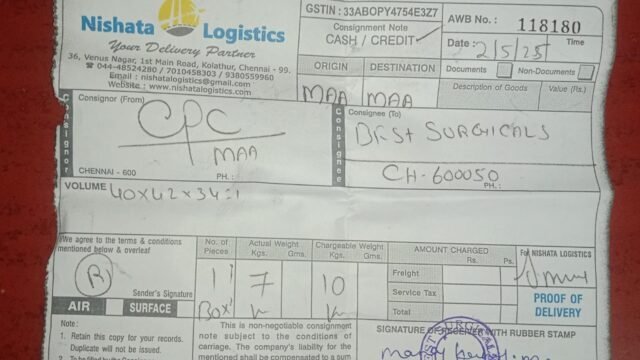 Nishata Logistics
Your Delivery Partner
36, Venus Nagar, 1st Main Road, Kolathur, Chennai - 99.
044-48524280 / 7010458303 / 9380559960
Email : nishatalogistics@gmail.com
Website : www.nishatalogistics.com
GSTIN : 33ABOPY4754E3Z7
Consignment Note
CASH / CREDIT
AWB No. : 118180
Date : 2/5/25 Time
ORIGIN DESTINATION
MAA MAA
Documents Non-Documents
Description of Goods Value (Rs.)
Consignor
Consignor (From)
CPC
MAA
CHENNAI - 600 PH. :
Consignee
Consignee (To)
BEST SURGICALS
CH-600050
PH. :
VOLUME 40x42x34=1
We agree to the terms & conditions
mentioned below & overleaf
Sender's Signature
AIR SURFACE
No. of Pieces
1
Box
Actual Weight
Kgs. Gms.
7
Chargeable Weight
Kgs. Gms.
10
AMOUNT CHARGED
Rs. Ps.
Freight
Service Tax
Total
For NISHATA LOGISTICS
PROOF OF
DELIVERY
Note :
1. Retain this copy for your records.
Duplicate will not be issued.
This is non-negotiable consignment
note subject to the conditions of
carriage. The company's liability for
the mentioned shall be compensated to a sum
SIGNATURE OF RECEIVER WITH RUBBER STAMP